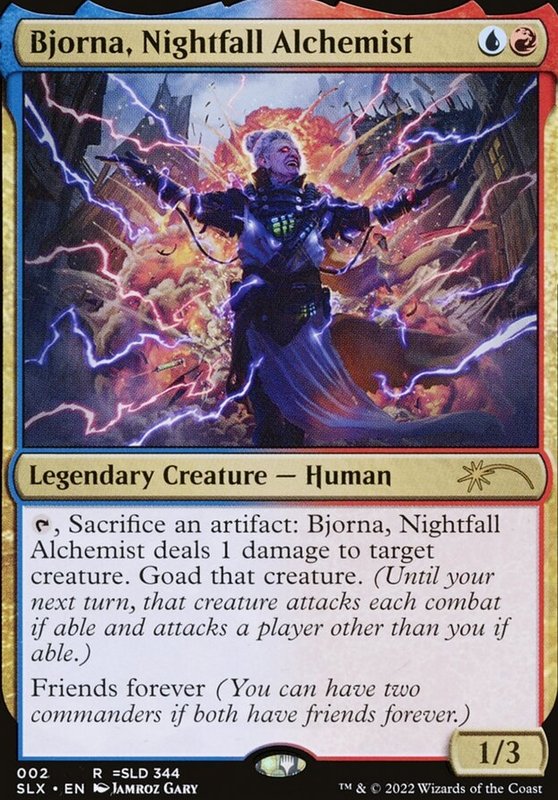 Bjorna, Nightfall Alchemist
Legendary Creature — Human
, Sacrifice an artifact: Bjorna, Nightfall
Alchemist deals 1 damage to target
creature. Goad that creature. (Until your
next turn, that creature attacks each combat
if able and attacks a player other than you if
able.)
Friends forever (You can have two
commanders if both have friends forever.)
1/3
002 R =SLD 344
SLX • EN Jamroz Gary
™ & © 2022 Wizards of the Coast